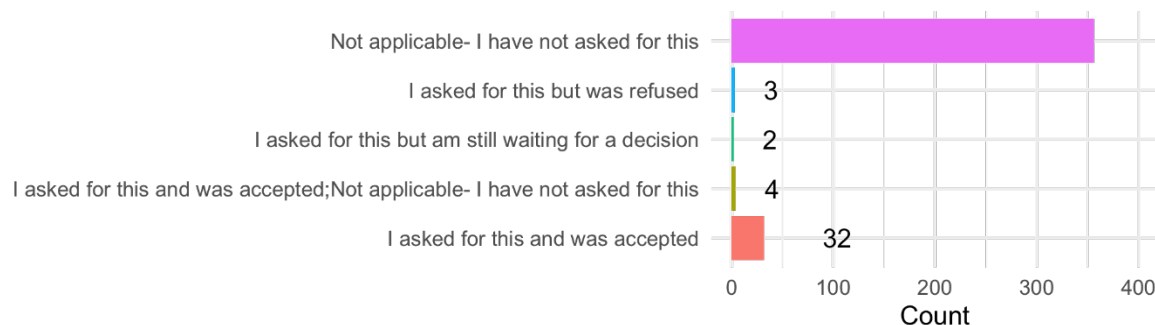 Not applicable- I have not asked for this
I asked for this but was refused 3
I asked for this but am still waiting for a decision 2
I asked for this and was accepted;Not applicable- I have not asked for this 4
I asked for this and was accepted 32
0 100 200 300 400
Count